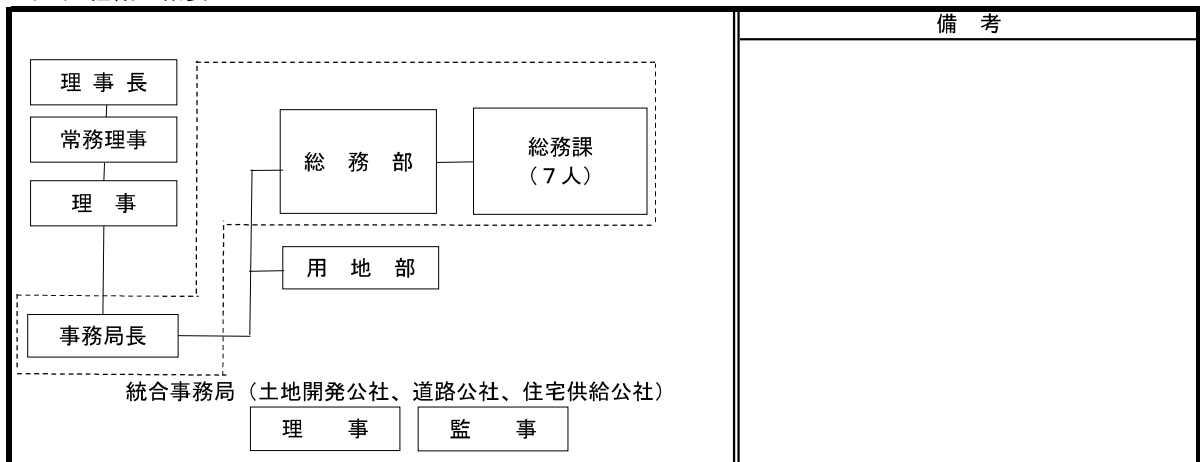 備　考
理 事 長
常務理事
理　事
総　務　部
総務課
（７人）
用　地　部
事務局長
統合事務局（土地開発公社、道路公社、住宅供給公社）
理　　事
監　　事